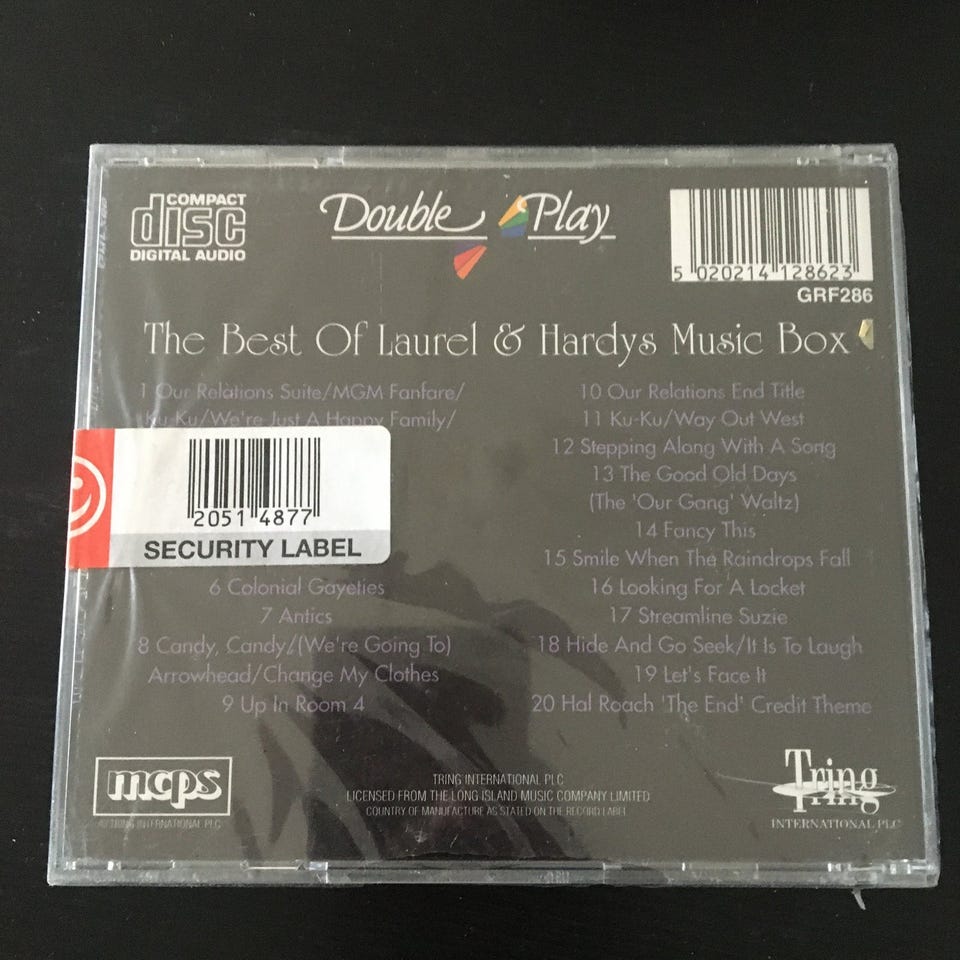 COMPACT
disc
DIGITAL AUDIO
Double Play
5 020214 128623
GRF286
The Best Of Laurel & Hardys Music Box
1 Our Relations Suite/MGM Fanfare/
Ku-Ku/We're Just A Happy Family/
2051 4877
SECURITY LABEL
6 Colonial Gayeties
7 Antics
8 Candy, Candy/(We're Going To)
Arrowhead/Change My Clothes
9 Up In Room 4
10 Our Relations End Title
11 Ku-Ku/Way Out West
12 Stepping Along With A Song
13 The Good Old Days
(The 'Our Gang' Waltz)
14 Fancy This
15 Smile When The Raindrops Fall
16 Looking For A Locket
17 Streamline Suzie
18 Hide And Go Seek/It Is To Laugh
19 Let's Face It
20 Hal Roach 'The End' Credit Theme
mcps
TRING INTERNATIONAL PLC
TRING INTERNATIONAL PLC
LICENSED FROM THE LONG ISLAND MUSIC COMPANY LIMITED
COUNTRY OF MANUFACTURE AS STATED ON THE RECORD LABEL
Tring
INTERNATIONAL PLC